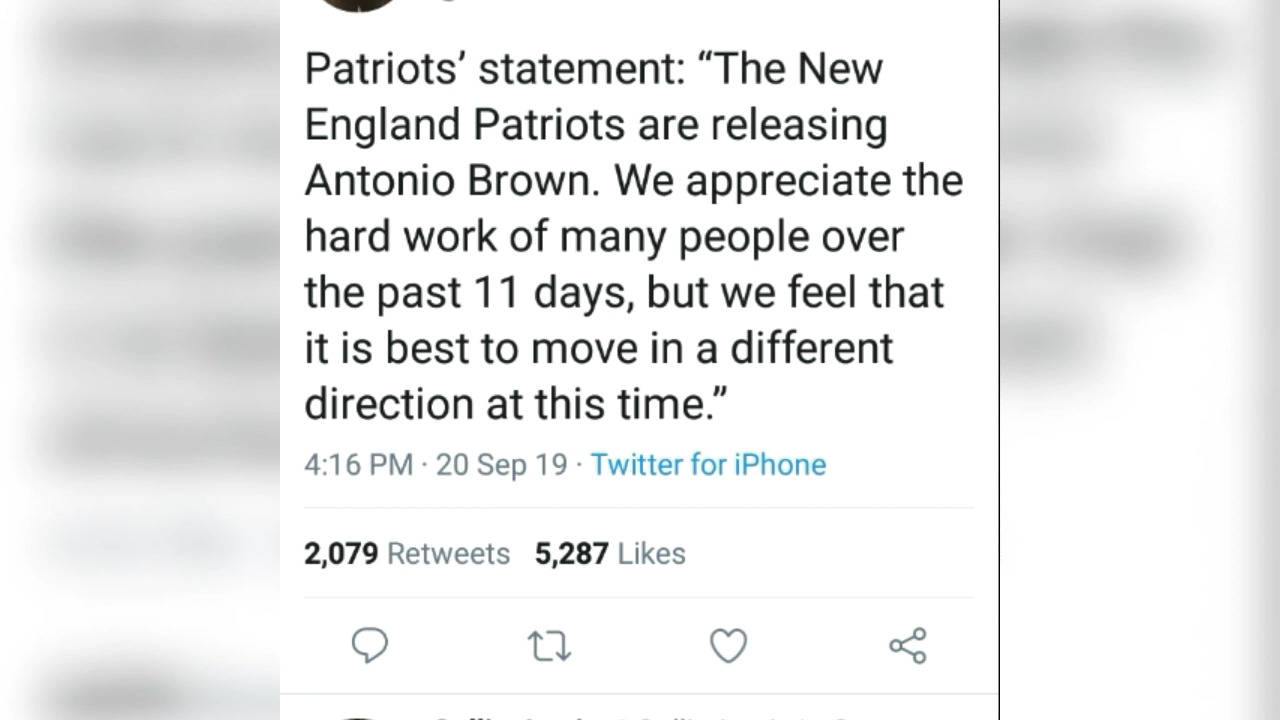 Patriots’ statement: “The New
England Patriots are releasing
Antonio Brown. We appreciate the
hard work of many people over
the past 11 days, but we feel that
it is best to move in a different
direction at this time.”
4:16 PM · 20 Sep 19 · Twitter for iPhone
2,079 Retweets 5,287 Likes